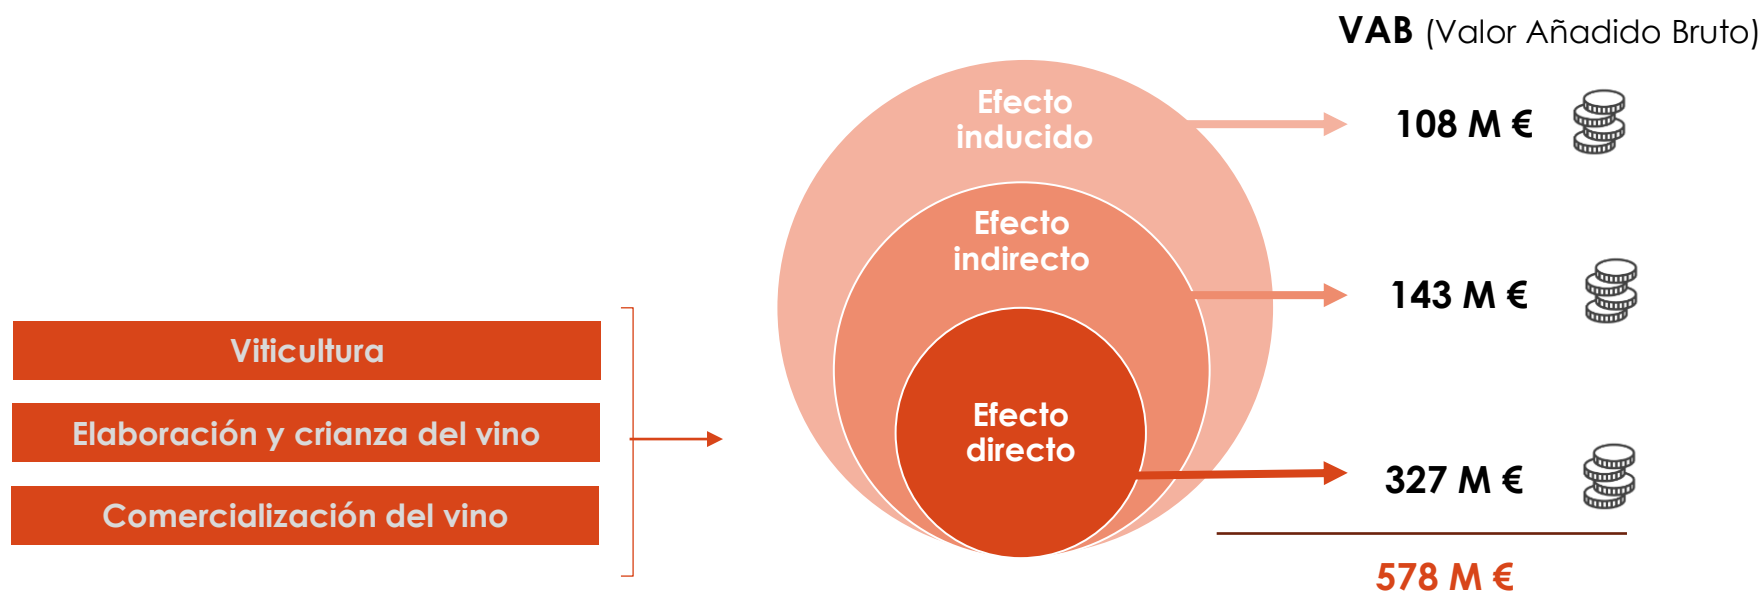 VAB (Valor Añadido Bruto)
Efecto
inducido
108 M €
Efecto
indirecto
143 M €
Viticultura
Elaboración y crianza del vino
Comercialización del vino
Efecto
directo
327 M €
578 M €